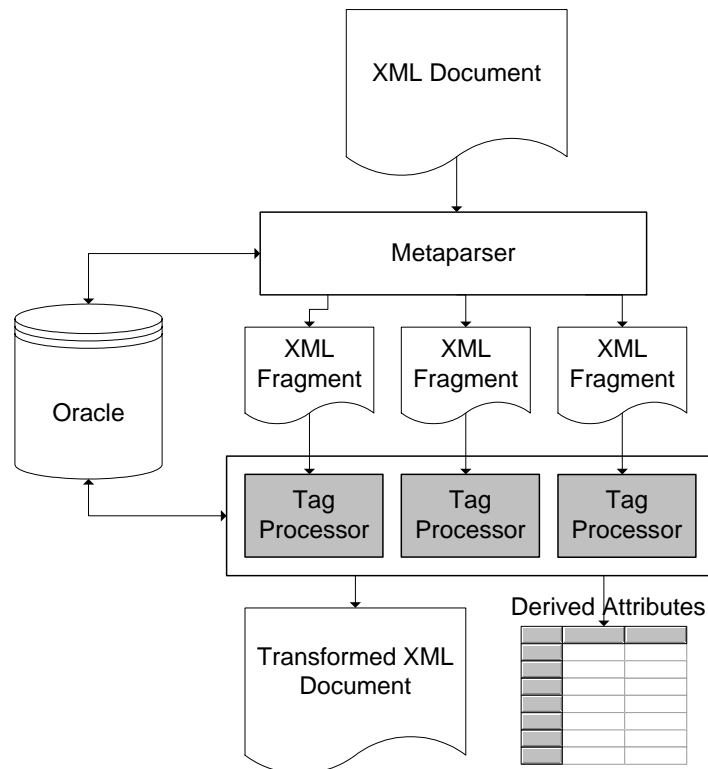 XML Document
Metaparser
XML
Fragment
XML
Fragment
XML
Fragment
Oracle
Tag
Processor
Tag
Processor
Tag
Processor
Derived Attributes
Transformed XML
Document